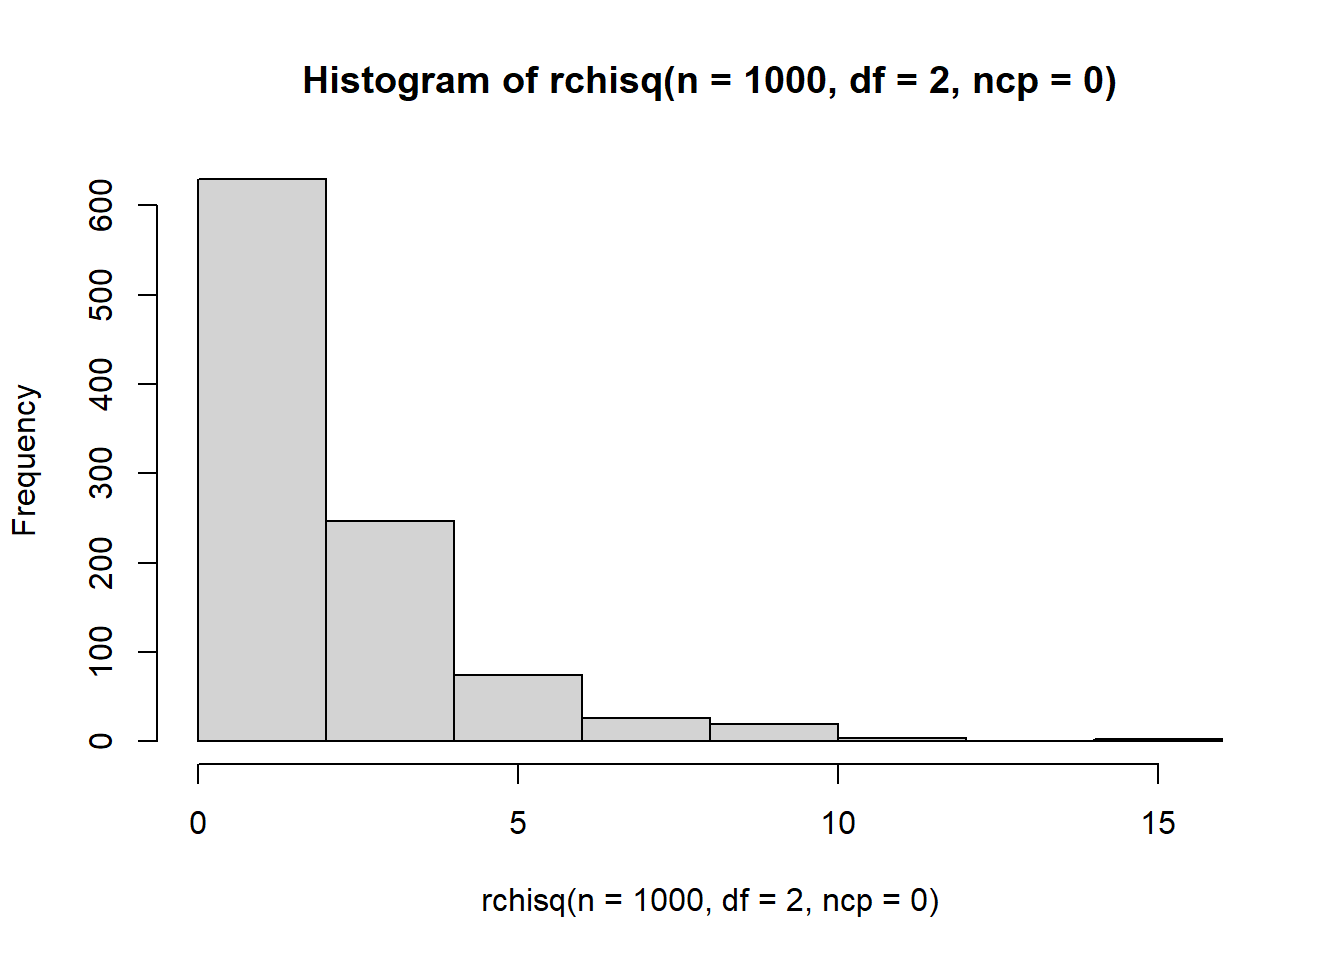 Histogram of rchisq(n = 1000, df = 2, ncp = 0)
Frequency
600
500
400
300
200
100
0
0 5 10 15
rchisq(n = 1000, df = 2, ncp = 0)